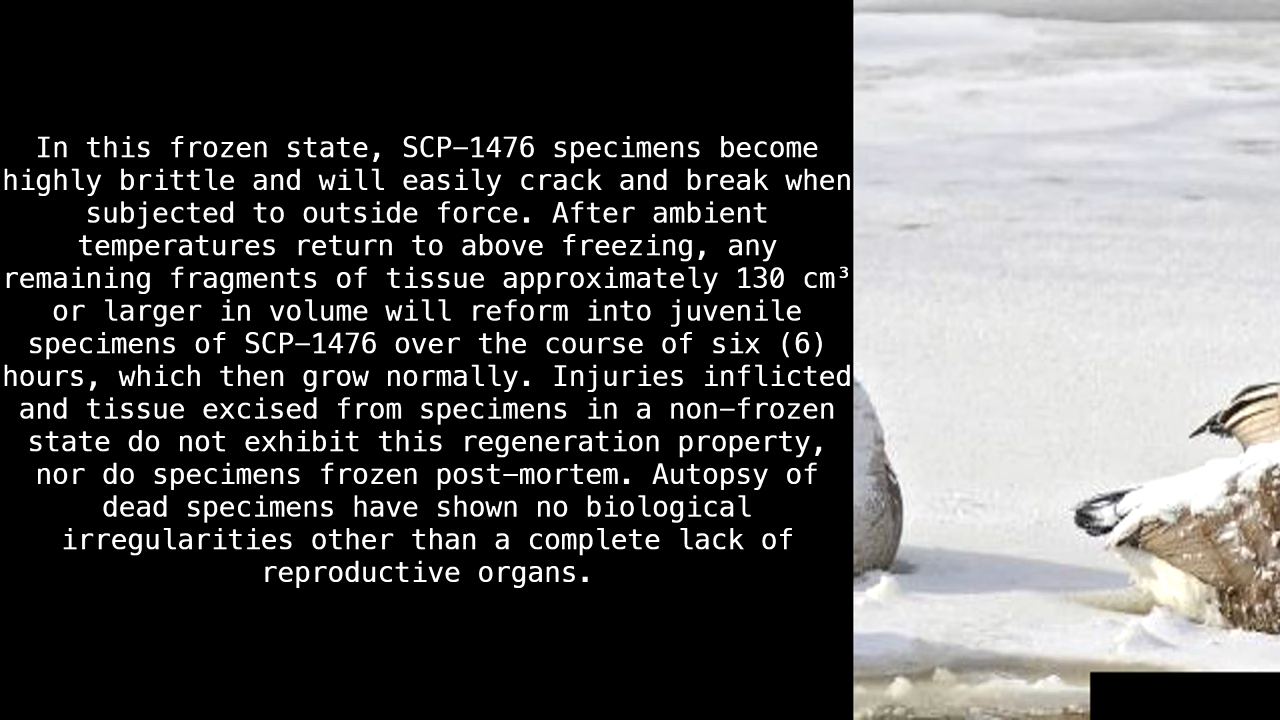 In this frozen state, SCP–1476 specimens become
highly brittle and will easily crack and break when
subjected to outside force. After ambient
temperatures return to above freezing, any
remaining fragments of tissue approximately 130 cm³
or larger in volume will reform into juvenile
specimens of SCP–1476 over the course of six (6)
hours, which then grow normally. Injuries inflicted
and tissue excised from specimens in a non–frozen
state do not exhibit this regeneration property,
nor do specimens frozen post–mortem. Autopsy of
dead specimens have shown no biological
irregularities other than a complete lack of
reproductive organs.